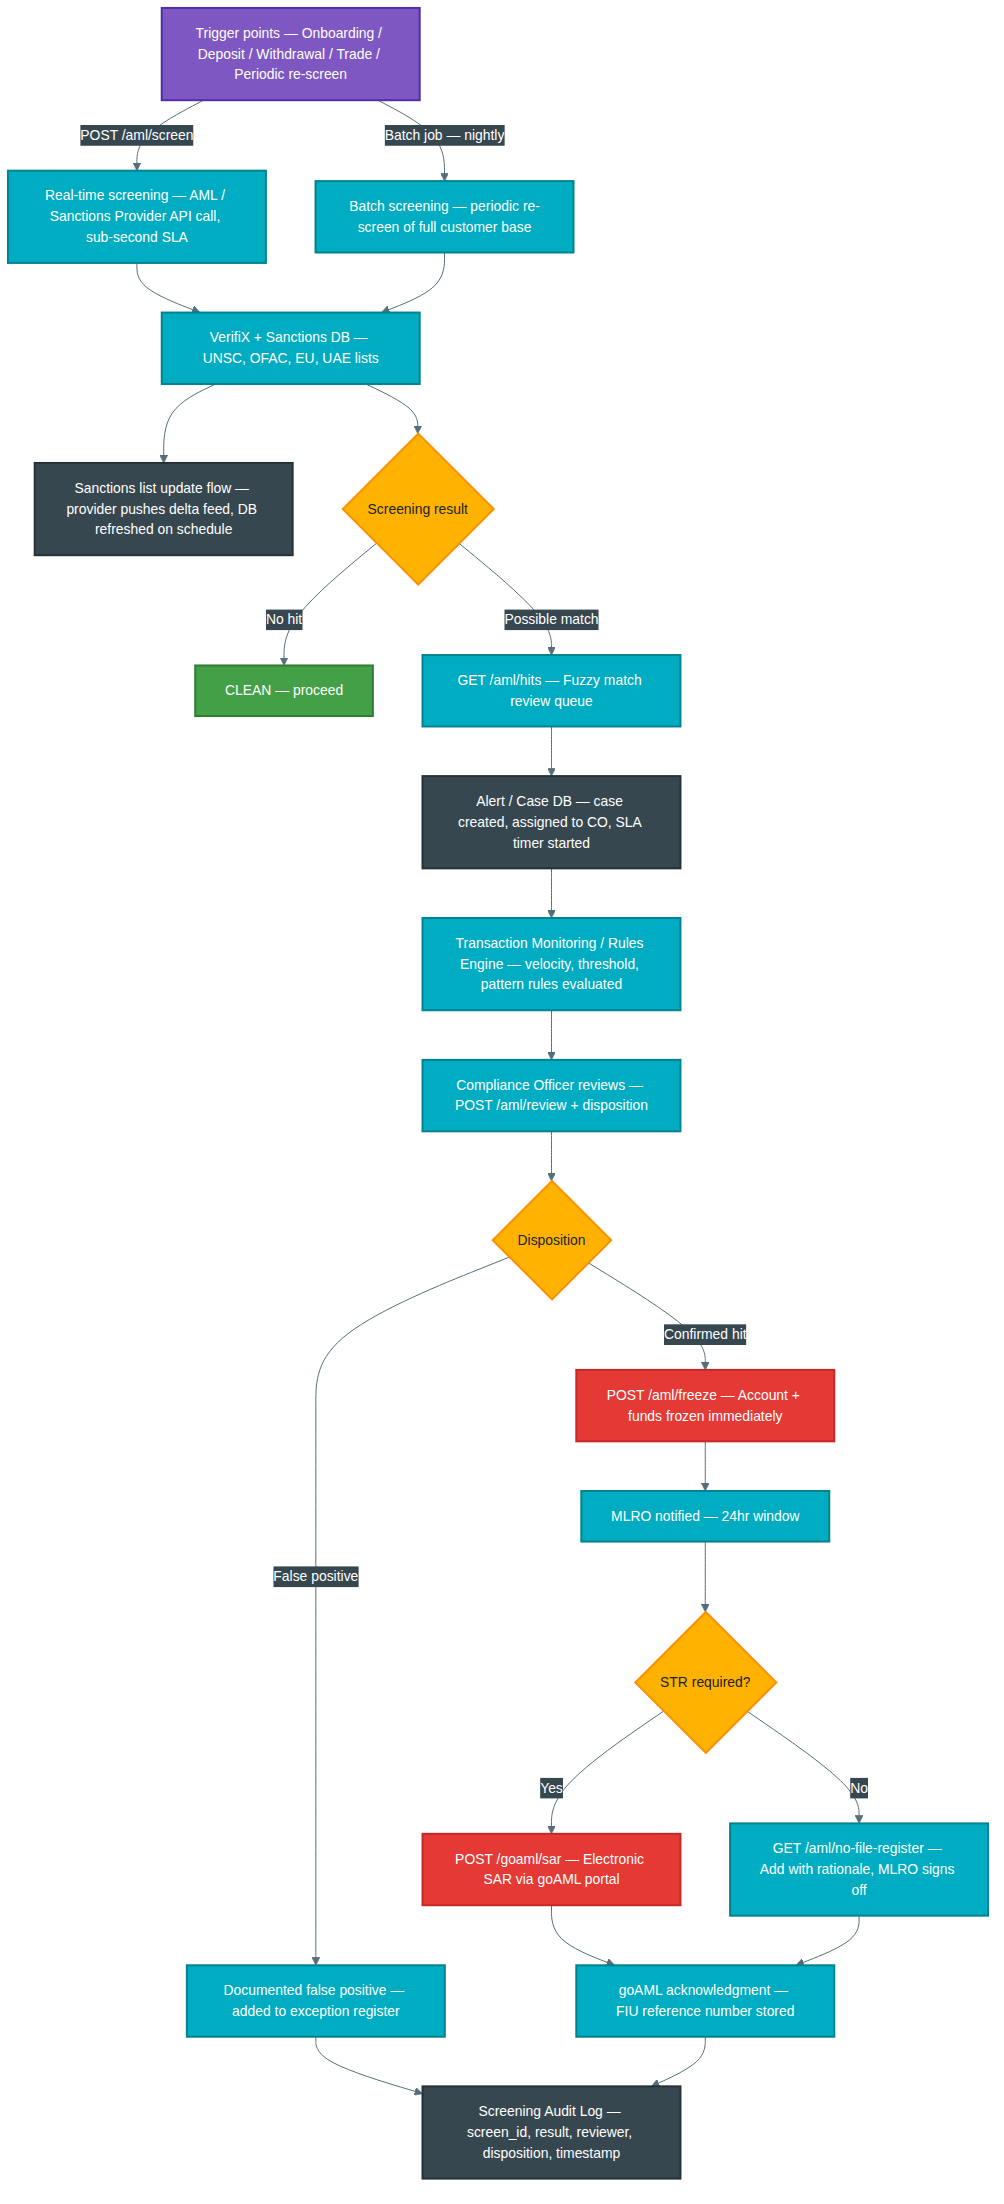 Trigger points — Onboarding /
Deposit / Withdrawal / Trade /
Periodic re-screen
POST /aml/screen
Batch job — nightly
Real-time screening — AML /
Sanctions Provider API call,
sub-second SLA
Batch screening — periodic re-
screen of full customer base
VerifiX + Sanctions DB —
UNSC, OFAC, EU, UAE lists
Sanctions list update flow —
provider pushes delta feed, DB
refreshed on schedule
Screening result
No hit
Possible match
CLEAN — proceed
GET /aml/hits — Fuzzy match
review queue
Alert / Case DB — case
created, assigned to CO, SLA
timer started
Transaction Monitoring / Rules
Engine — velocity, threshold,
pattern rules evaluated
Compliance Officer reviews —
POST /aml/review + disposition
Disposition
Confirmed hit
POST /aml/freeze — Account +
funds frozen immediately
MLRO notified — 24hr window
False positive
STR required?
Yes
No
POST /goaml/sar — Electronic
SAR via goAML portal
GET /aml/no-file-register —
Add with rationale, MLRO signs
off
Documented false positive —
added to exception register
goAML acknowledgment —
FIU reference number stored
Screening Audit Log —
screen_id, result, reviewer,
disposition, timestamp